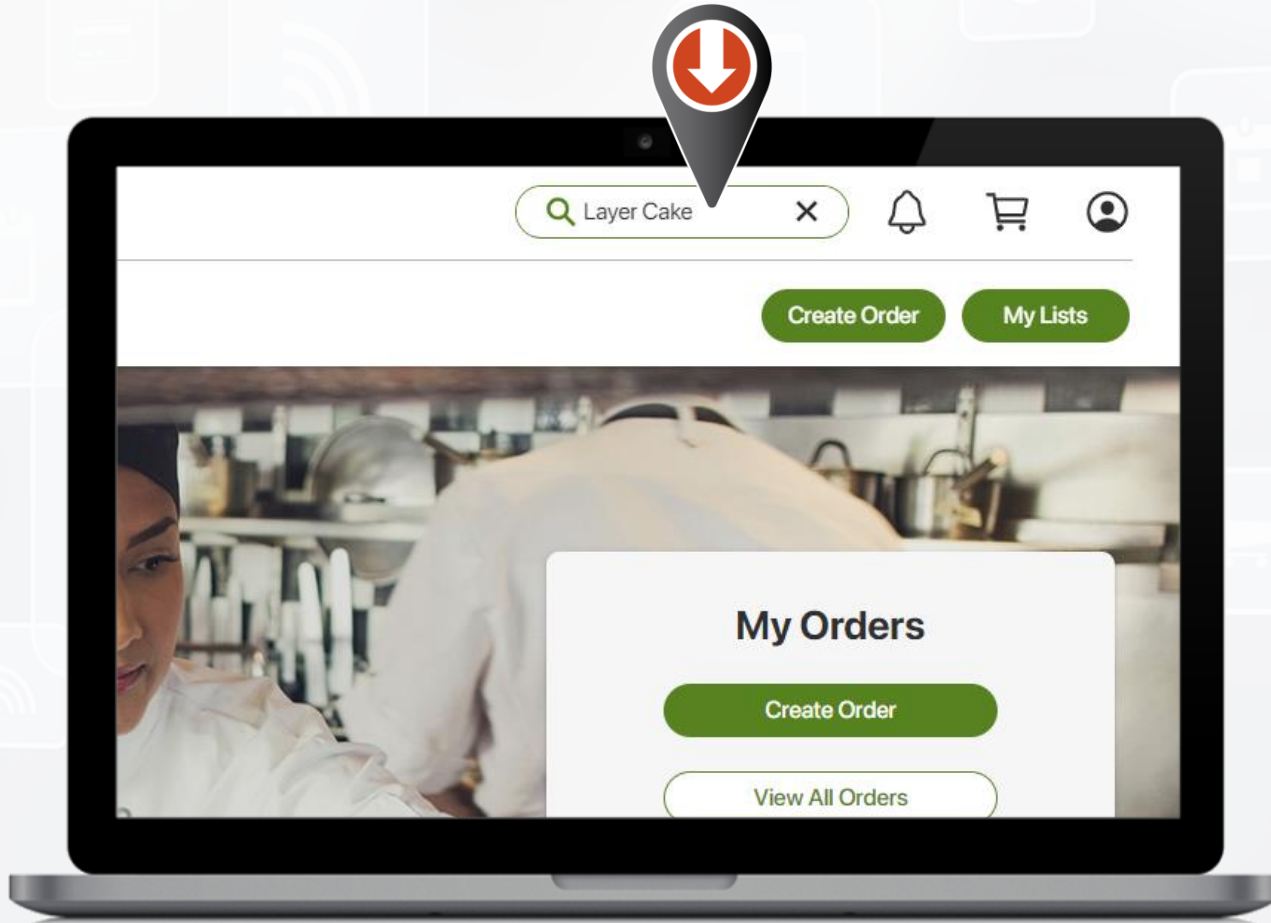 Layer Cake
Create Order
My Lists
My Orders
Create Order
View All Orders